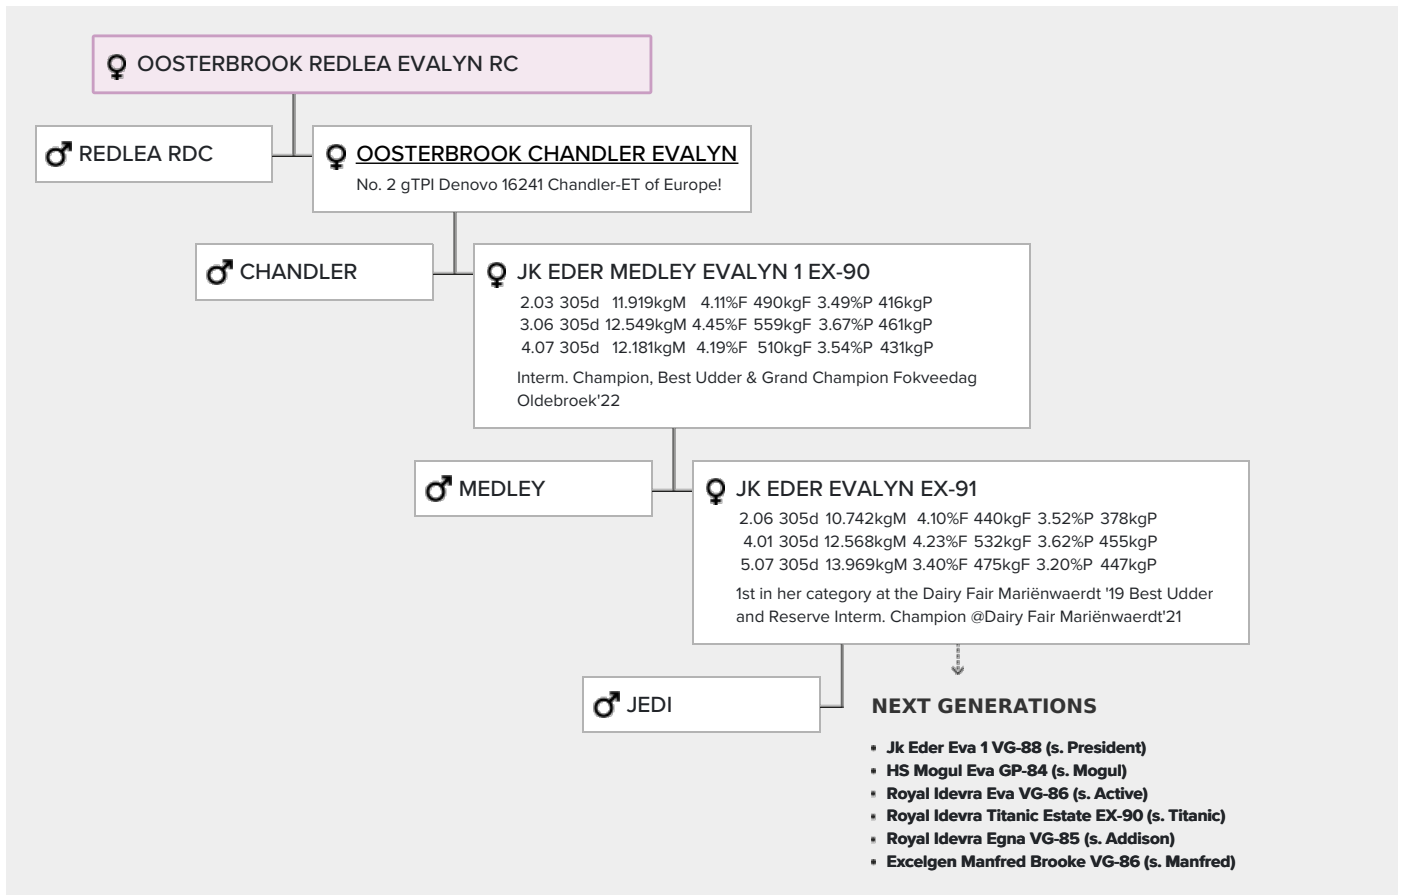 OOSTERBROOK REDLEA EVALYN RC
REDLEA RDC
OOSTERBROOK CHANDLER EVALYN
No. 2 gTPI Denovo 16241 Chandler-ET of Europe!
CHANDLER
JK EDER MEDLEY EVALYN 1 EX-90
2.03 305d 11.919kgM 4.11%F 490kgF 3.49%P 416kgP
3.06 305d 12.549kgM 4.45%F 559kgF 3.67%P 461kgP
4.07 305d 12.181kgM 4.19%F 510kgF 3.54%P 431kgP
Interm. Champion, Best Udder & Grand Champion Fokveedag
Oldebroek'22
MEDLEY
JK EDER EVALYN EX-91
2.06 305d 10.742kgM 4.10%F 440kgF 3.52%P 378kgP
4.01 305d 12.568kgM 4.23%F 532kgF 3.62%P 455kgP
5.07 305d 13.969kgM 3.40%F 475kgF 3.20%P 447kgP
1st in her category at the Dairy Fair Mariënwaerdt '19 Best Udder
and Reserve Interm. Champion @Dairy Fair Mariënwaerdt'21
JEDI
NEXT GENERATIONS
• Jk Eder Eva 1 VG-88 (s. President)
• HS Mogul Eva GP-84 (s. Mogul)
• Royal Idevra Eva VG-86 (s. Active)
• Royal Idevra Titanic Estate EX-90 (s. Titanic)
• Royal Idevra Egna VG-85 (s. Addison)
• Excelgen Manfred Brooke VG-86 (s. Manfred)